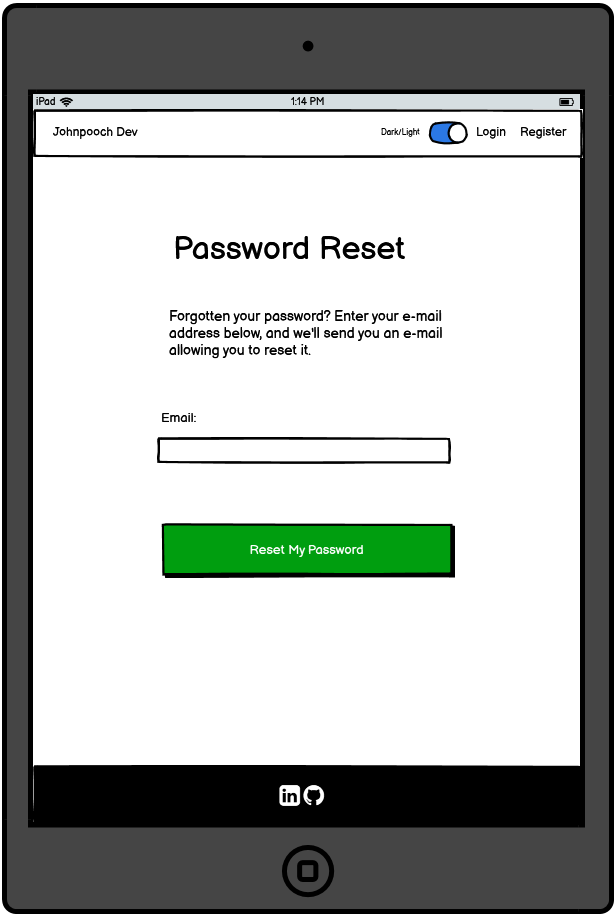 iPad 1:14 PM
Johnpooch Dev Dark/Light Login Register
Password Reset
Forgotten your password? Enter your e-mail
address below, and we'll send you an e-mail
allowing you to reset it.
Email:
Reset My Password
in